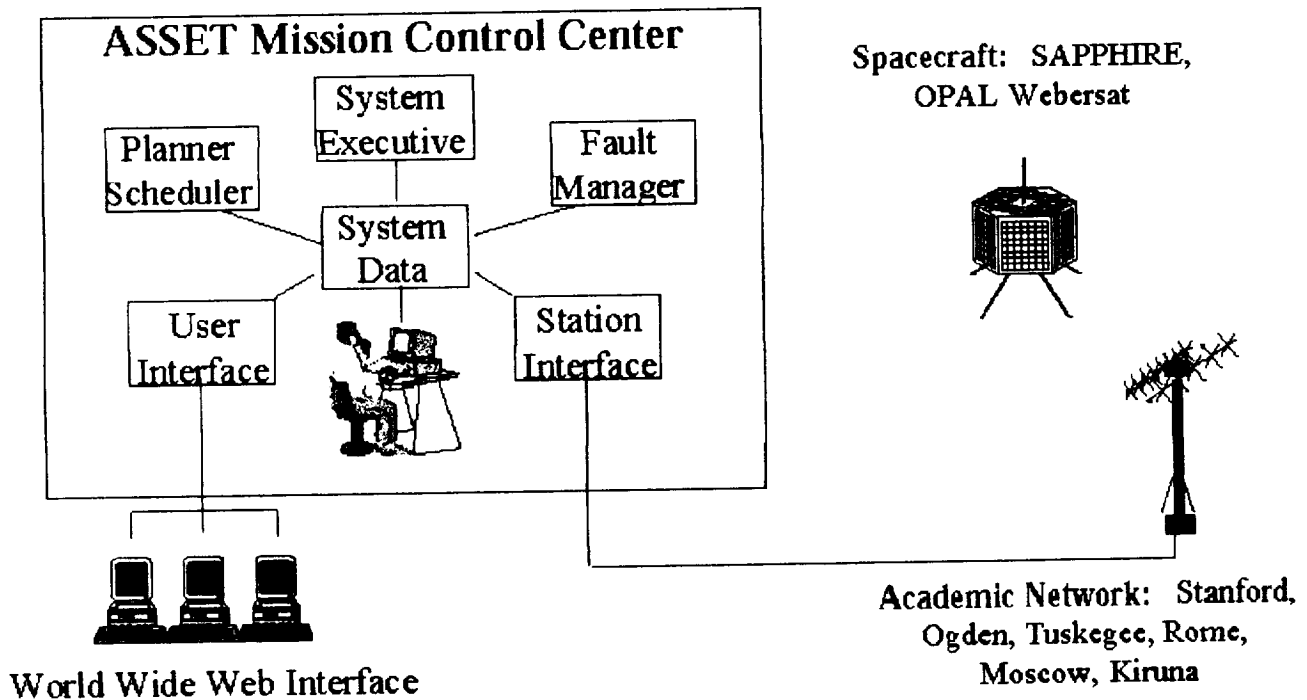 ASSET Mission Control Center
System
Executive
Planner
Scheduler
Fault
Manager
System
Data
User
Interface
Station
Interface
World Wide Web Interface
Spacecraft: SAPPHIRE,
OPAL Webersat
Academic Network: Stanford,
Ogden, Tuskegee, Rome,
Moscow, Kiruna